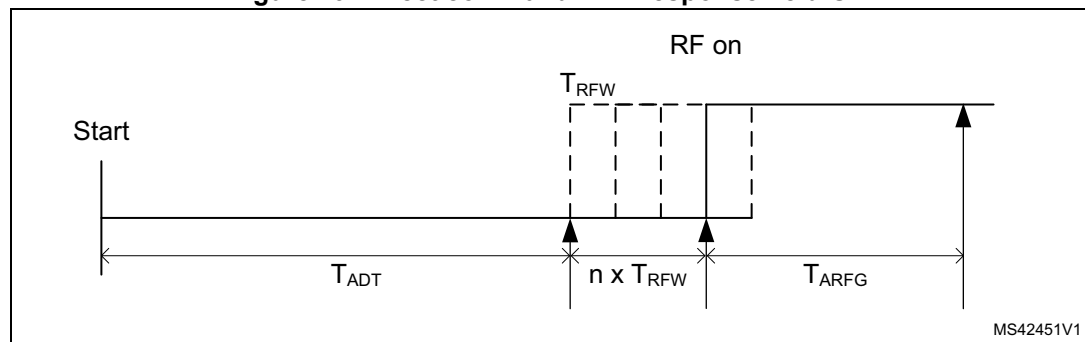 RF on
T_RFW
Start
T_ADT
n x T_RFW
T_ARFG
MS42451V1